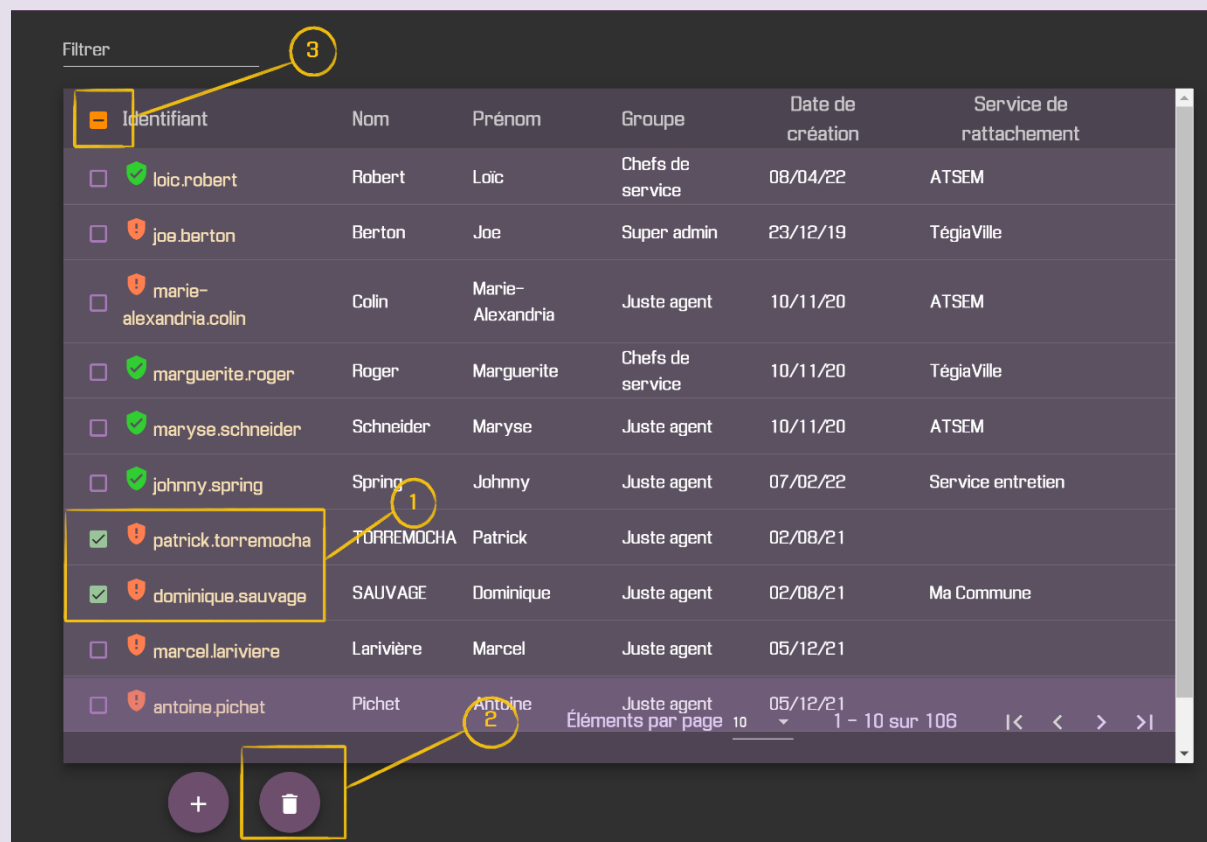 Filtrer
3
Identifiant Nom Prénom Groupe Date de création Service de rattachement
loic.robert Robert Loïc Chefs de service 08/04/22 ATSEM
joe.berton Berton Joe Super admin 23/12/19 TégiaVille
marie-alexandria.colin Colin Marie-Alexandria Juste agent 10/11/20 ATSEM
marguerite.roger Roger Marguerite Chefs de service 10/11/20 TégiaVille
maryse.schneider Schneider Maryse Juste agent 10/11/20 ATSEM
johnny.spring Spring Johnny Juste agent 07/02/22 Service entretien
1
patrick.torremocha TORREMOCHA Patrick Juste agent 02/08/21
dominique.sauvage SAUVAGE Dominique Juste agent 02/08/21 Ma Commune
marcel.lariviere Larivière Marcel Juste agent 05/12/21
antoine.pichet Pichet Antoine Juste agent 05/12/21
2
Éléments par page 10 1 - 10 sur 106